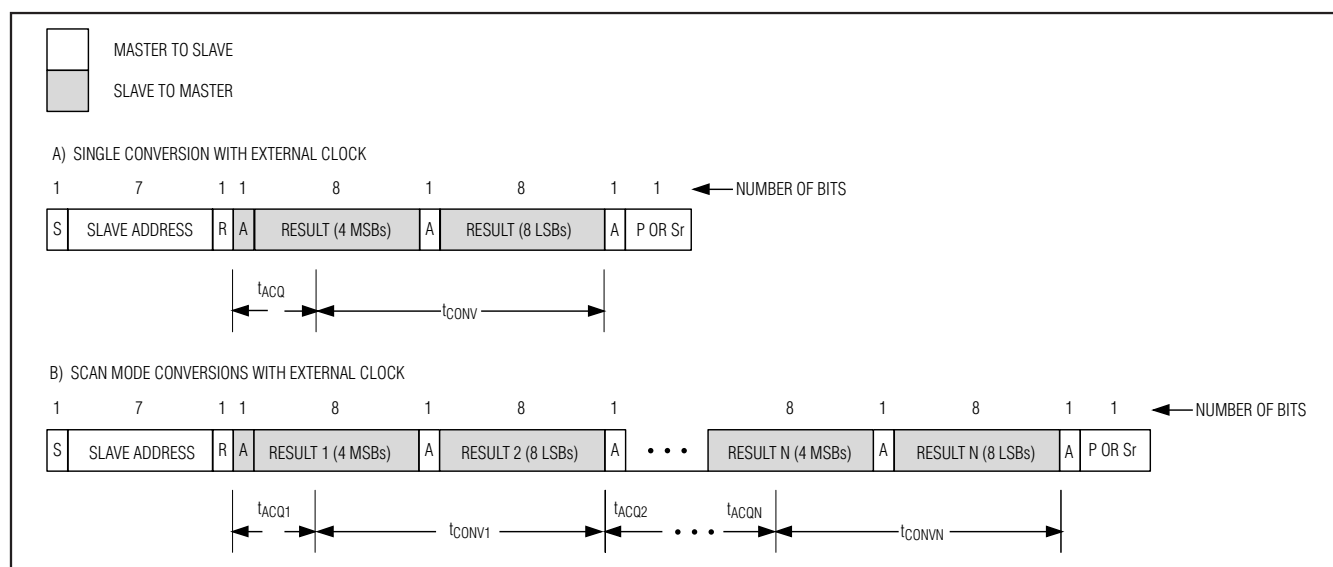 MASTER TO SLAVE
SLAVE TO MASTER
A) SINGLE CONVERSION WITH EXTERNAL CLOCK
1 7 1 1 8 1 8 1 1 NUMBER OF BITS
S SLAVE ADDRESS R A RESULT (4 MSBs) A RESULT (8 LSBs) A P OR Sr
tACQ
tCONV
B) SCAN MODE CONVERSIONS WITH EXTERNAL CLOCK
1 7 1 1 8 1 8 1 8 1 8 1 1 NUMBER OF BITS
S SLAVE ADDRESS R A RESULT 1 (4 MSBs) A RESULT 2 (8 LSBs) A • • • RESULT N (4 MSBs) A RESULT N (8 LSBs) A P OR Sr
tACQ1 tACQ2 tACQN
tCONV1 • • • tCONVN